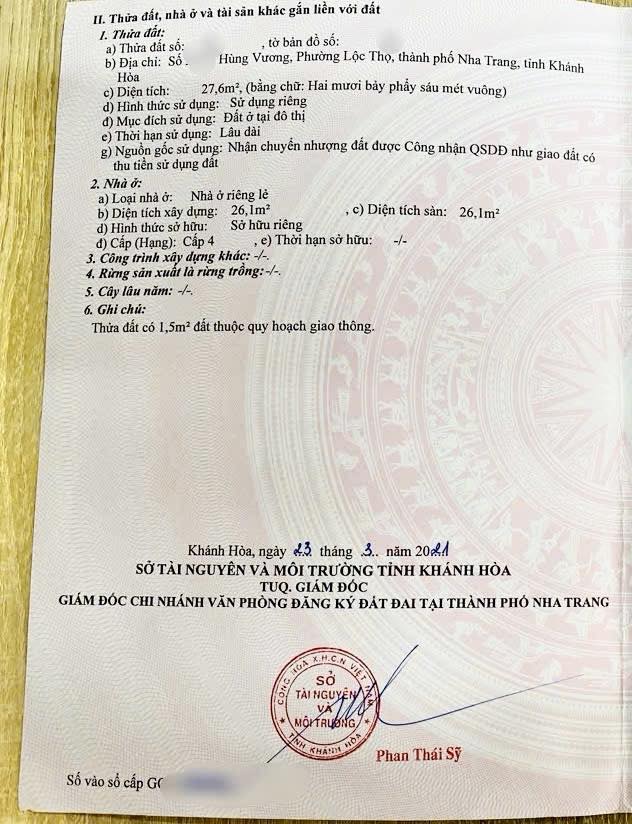 II. Thửa đất, nhà ở và tài sản khác gắn liền với đất
1. Thửa đất:
a) Thửa đất số: , tờ bản đồ số:
b) Địa chỉ: Số Hùng Vương, Phường Lộc Thọ, thành phố Nha Trang, tỉnh Khánh
Hòa
c) Diện tích: 27,6m², (bằng chữ: Hai mươi bảy phẩy sáu mét vuông)
d) Hình thức sử dụng: Sử dụng riêng
đ) Mục đích sử dụng: Đất ở tại đô thị
e) Thời hạn sử dụng: Lâu dài
g) Nguồn gốc sử dụng: Nhận chuyển nhượng đất được Công nhận QSDĐ như giao đất có
thu tiền sử dụng đất
2. Nhà ở:
a) Loại nhà ở: Nhà ở riêng lẻ
b) Diện tích xây dựng: 26,1m² , c) Diện tích sàn: 26,1m²
d) Hình thức sở hữu: Sở hữu riêng
đ) Cấp (Hạng): Cấp 4 , e) Thời hạn sở hữu: -/-
3. Công trình xây dựng khác: -/-.
4. Rừng sản xuất là rừng trồng: -/-.
5. Cây lâu năm: -/-.
6. Ghi chú:
Thửa đất có 1,5m² đất thuộc quy hoạch giao thông.
Khánh Hòa, ngày 23 tháng 3.. năm 2021
SỞ TÀI NGUYÊN VÀ MÔI TRƯỜNG TỈNH KHÁNH HÒA
TUQ. GIÁM ĐỐC
GIÁM ĐỐC CHI NHÁNH VĂN PHÒNG ĐĂNG KÝ ĐẤT ĐAI TẠI THÀNH PHỐ NHA TRANG
CỘNG HÒA X.H.C.N VIỆT NAM
SỞ
TÀI NGUYÊN
VÀ
MÔI TRƯỜNG
TỈNH KHÁNH HÒA
Phan Thái Sỹ
Số vào sổ cấp